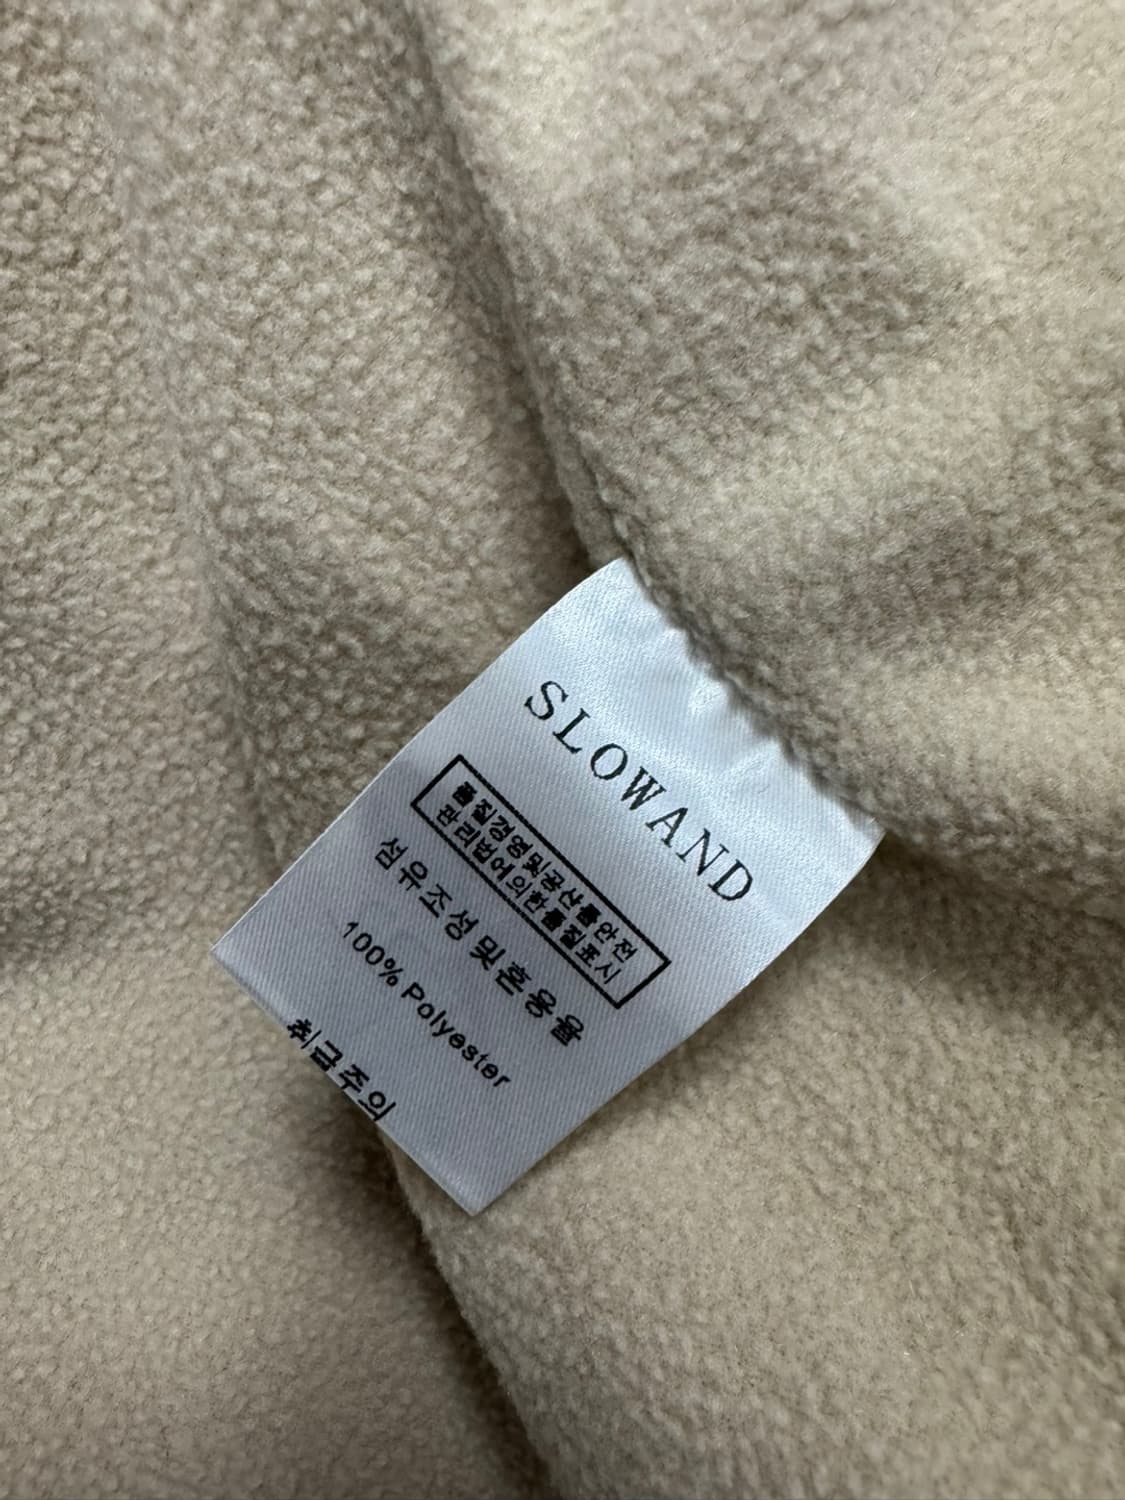 SLOWAND
품질경영및공산품안전
관리법에의한품질표시
섬유조성및혼용률
100% Polyester
취급주의